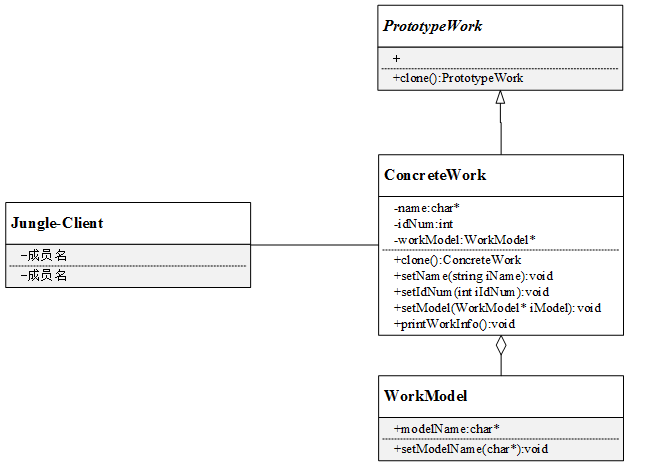 PrototypeWork
+
+clone():PrototypeWork
ConcreteWork
-name:char*
-idNum:int
-workModel:WorkModel*
+clone():ConcreteWork
+setName(string iName):void
+setIdNum(int iIdNum):void
+setModel(WorkModel* iModel):void
+printWorkInfo():void
Jungle-Client
-成员名
-成员名
WorkModel
+modelName:char*
+setModelName(char*):void